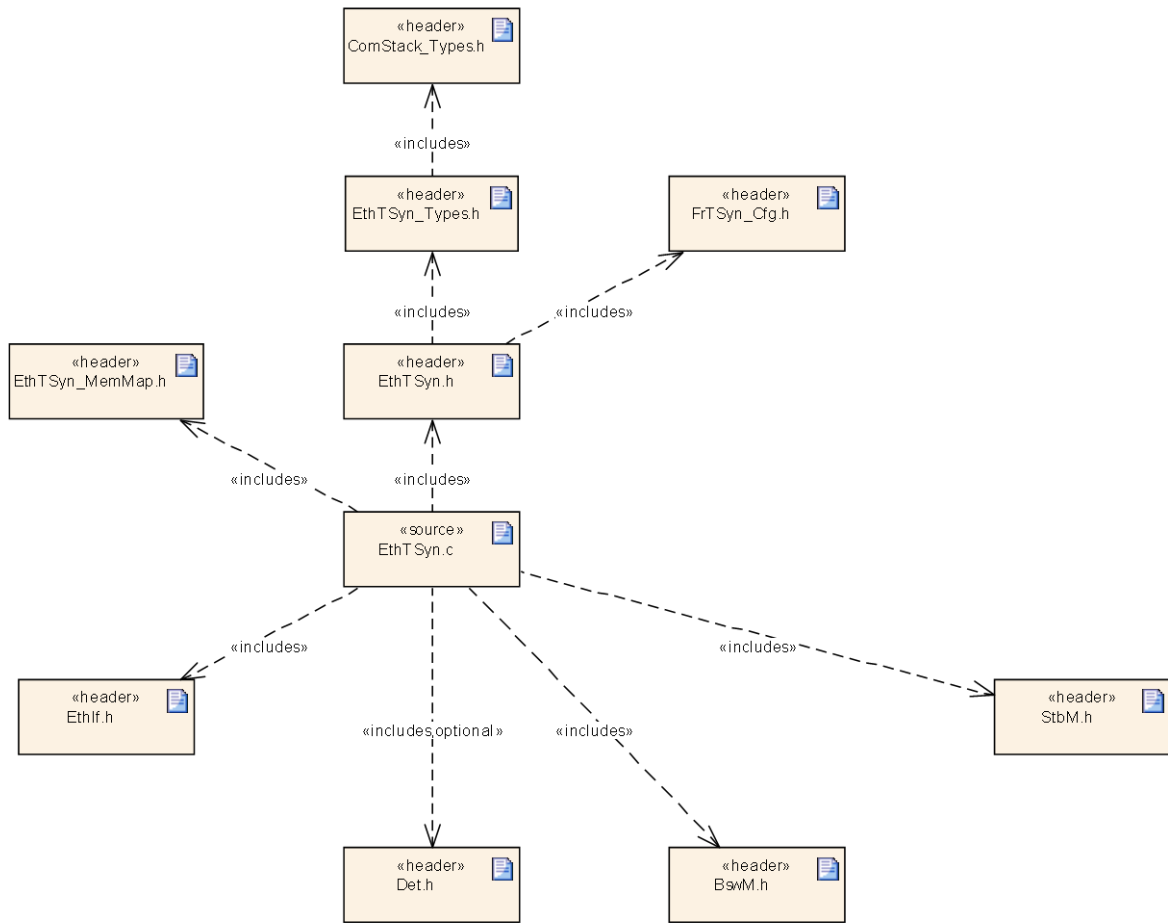 «header»
ComStack_Types.h
«includes»
«header»
EthTSyn_Types.h
«header»
FrTSyn_Cfg.h
«includes»
«includes»
«header»
EthTSyn_MemMap.h
«header»
EthTSyn.h
«includes»
«includes»
«source»
EthTSyn.c
«includes»
«includes»
«header»
EthIf.h
«header»
StbM.h
«includes optional»
«includes»
«header»
Det.h
«header»
BswM.h